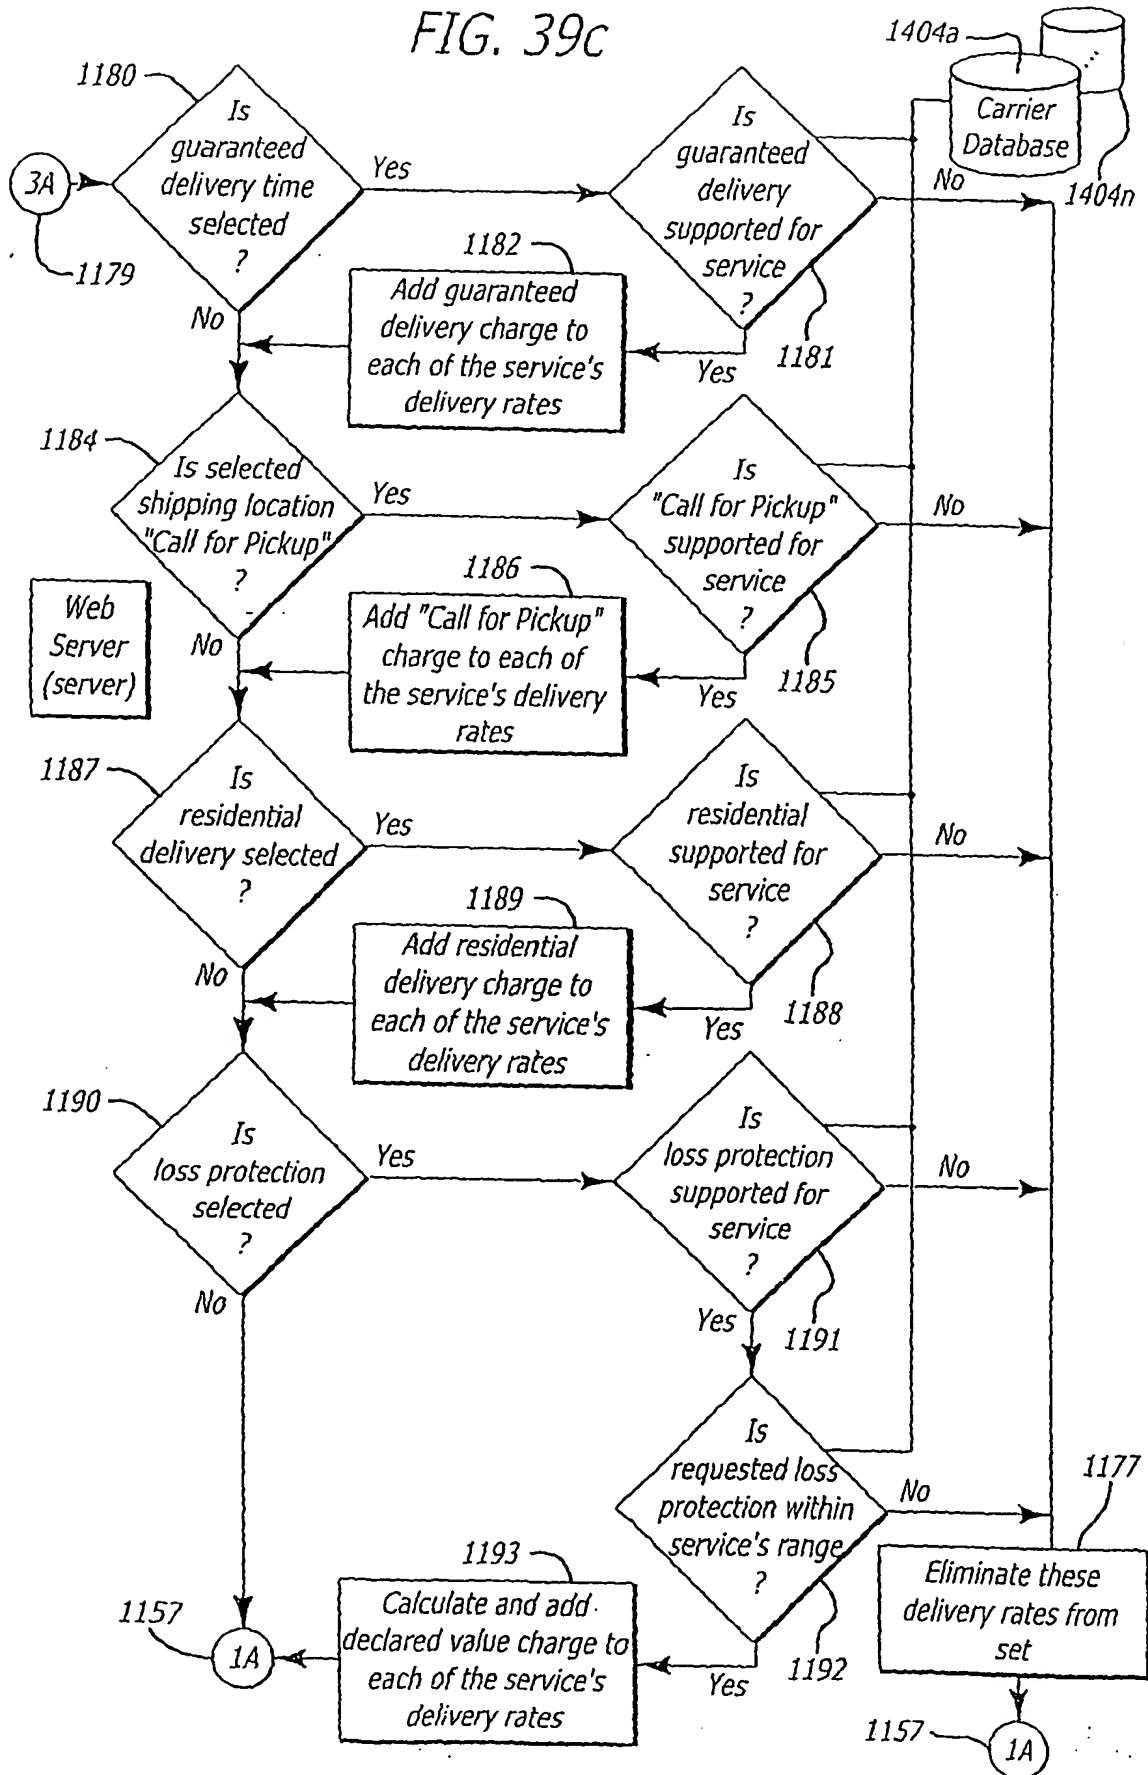 FIG. 39c
1404a
Carrier
Database
1404n
1180
Is
guaranteed
delivery time
selected
?
3A
1179
Yes
No
Is
guaranteed
delivery
supported for
service
?
1181
No
Yes
1182
Add guaranteed
delivery charge to
each of the service's
delivery rates
1184
Is selected
shipping location
"Call for Pickup"
?
Yes
No
Is
"Call for Pickup"
supported for
service
?
1185
No
Yes
1186
Add "Call for Pickup"
charge to each of
the service's delivery
rates
Web
Server
(server)
1187
Is
residential
delivery selected
?
Yes
No
Is
residential
supported for
service
?
1188
No
Yes
1189
Add residential
delivery charge to
each of the service's
delivery rates
1190
Is
loss protection
selected
?
Yes
No
Is
loss protection
supported for
service
?
1191
No
Yes
Is
requested loss
protection within
service's range
?
1192
No
Yes
1193
Calculate and add
declared value charge to
each of the service's
delivery rates
1157
1A
1177
Eliminate these
delivery rates from
set
1157
1A